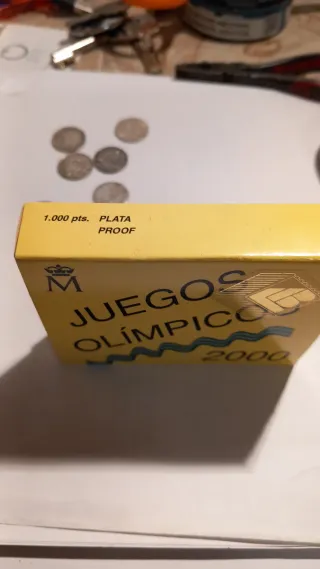 1.000 pts. PLATA
PROOF
M
JUEGOS
OLÍMPICOS
2000